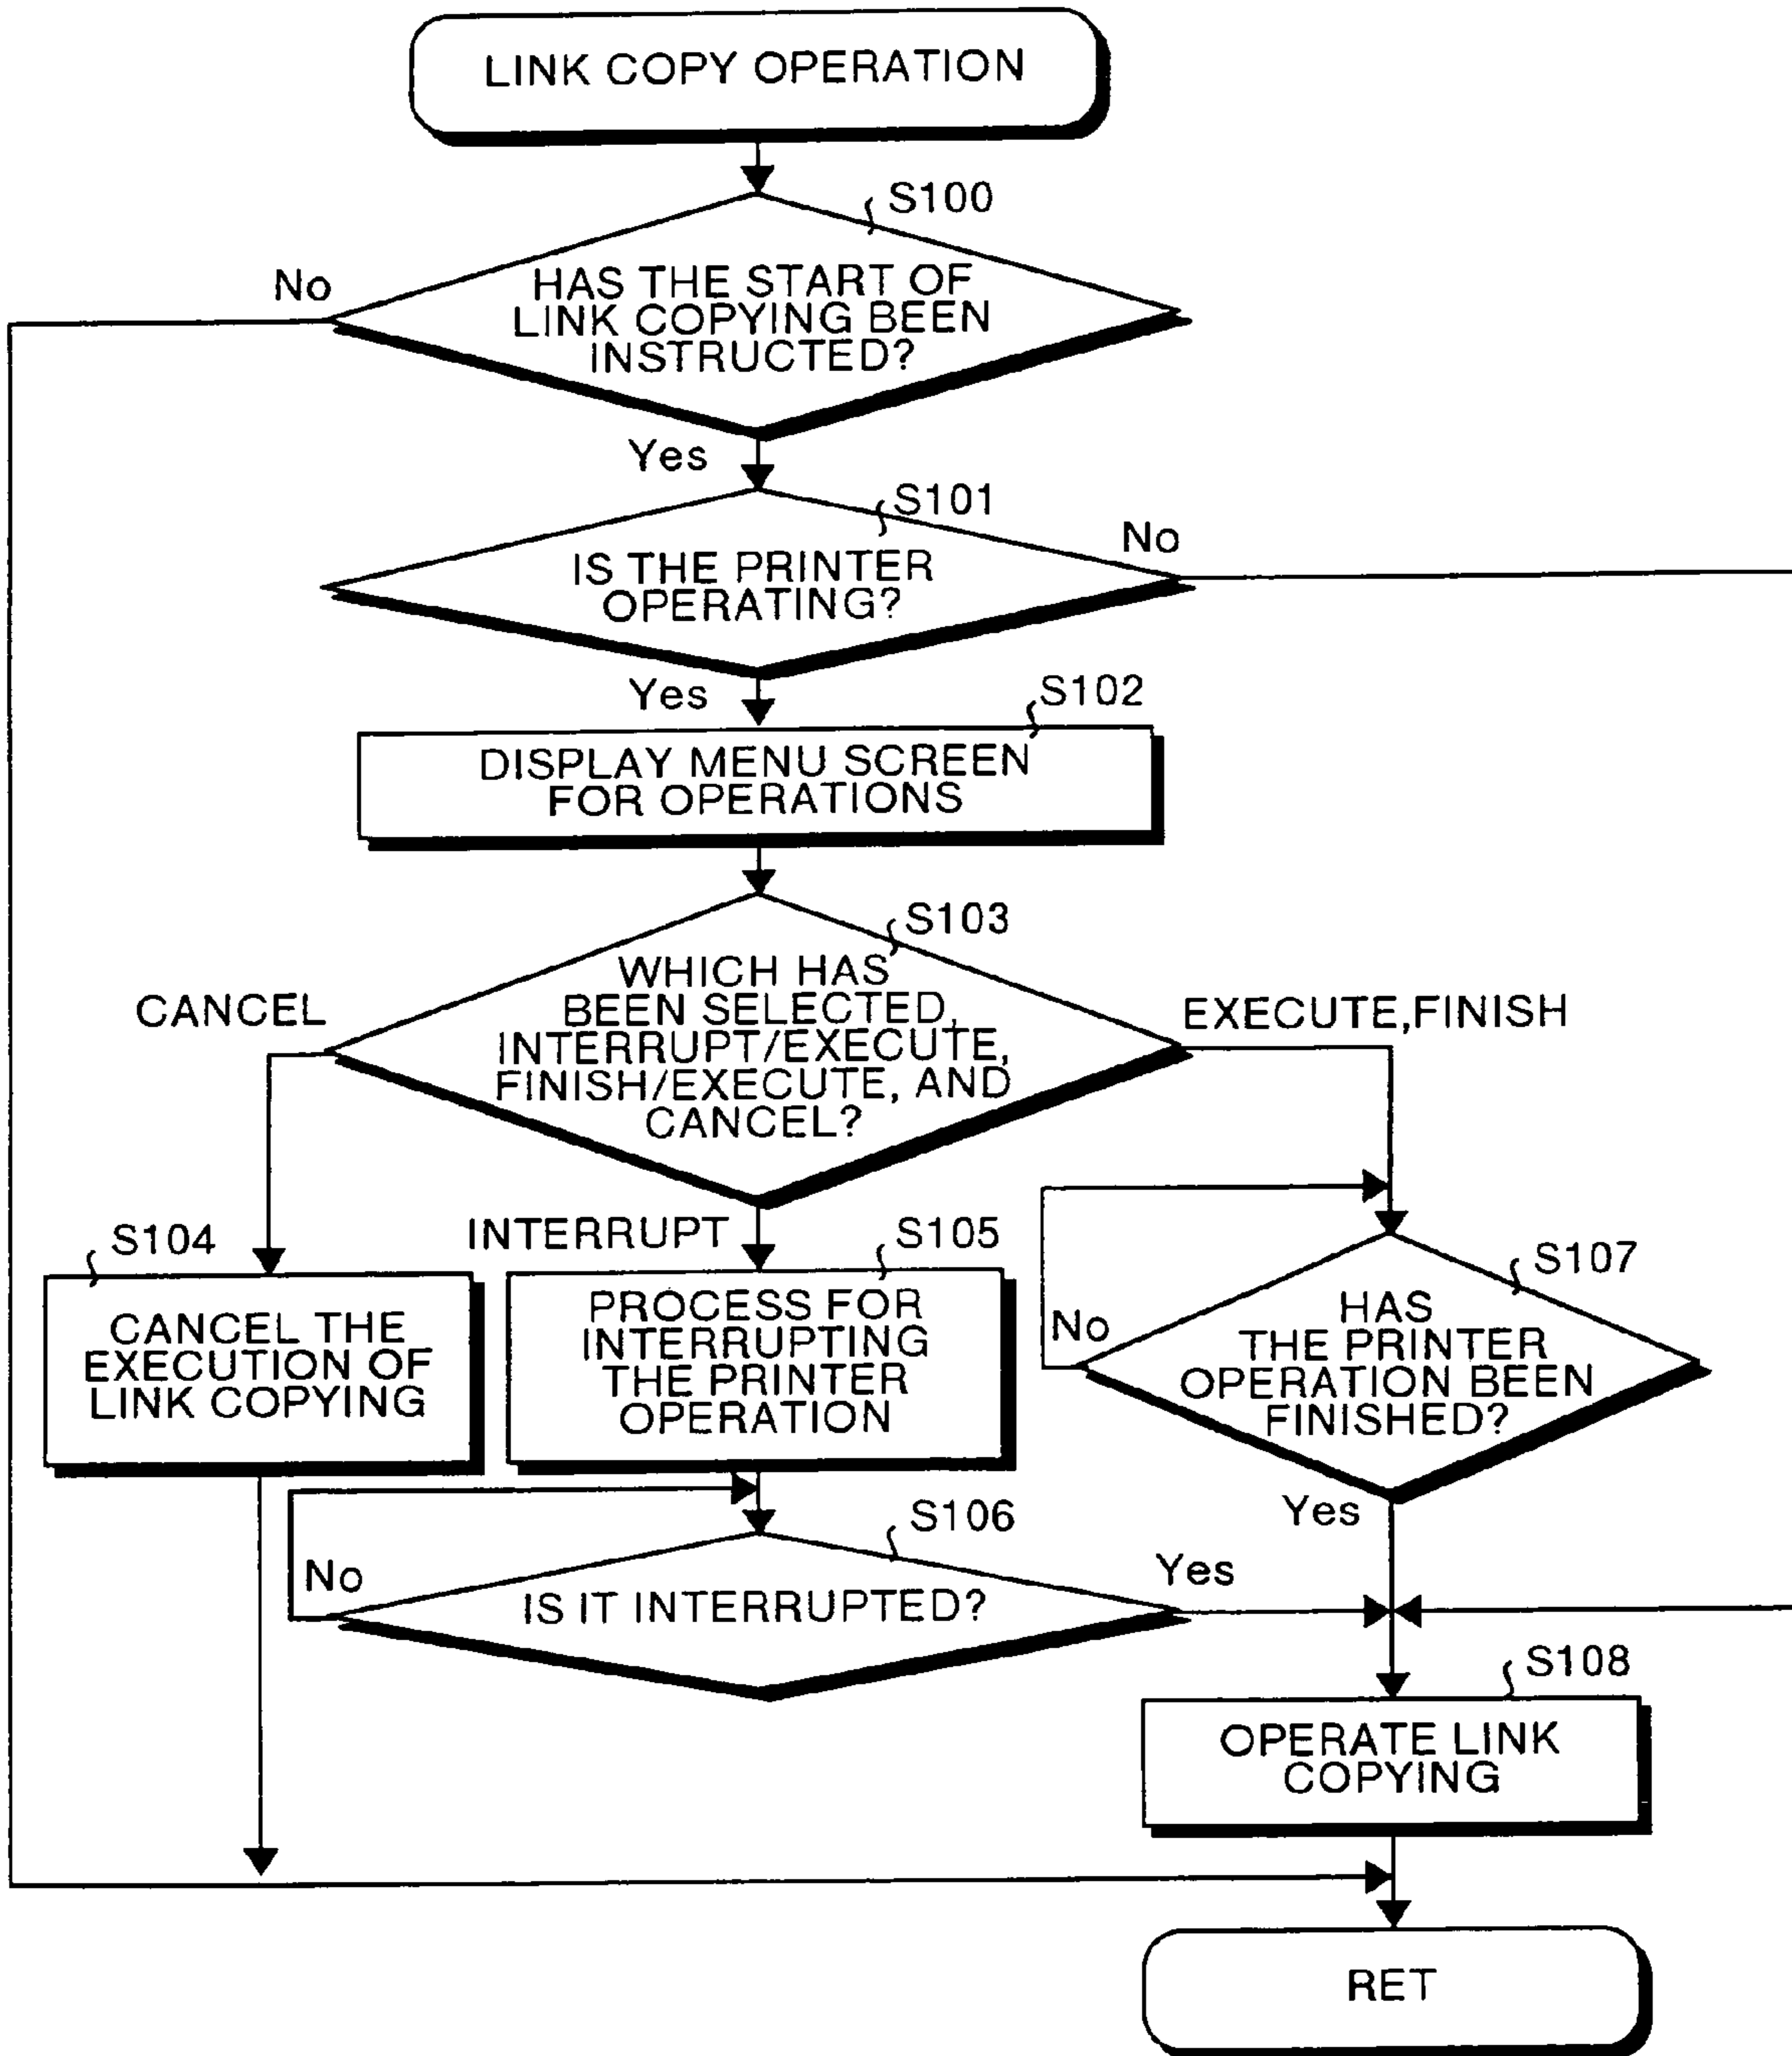 LINK COPY OPERATION
S100
No
HAS THE START OF
LINK COPYING BEEN
INSTRUCTED?
Yes
S101
No
IS THE PRINTER
OPERATING?
Yes
S102
DISPLAY MENU SCREEN
FOR OPERATIONS
S103
WHICH HAS
BEEN SELECTED,
INTERRUPT/EXECUTE,
FINISH/EXECUTE, AND
CANCEL?
CANCEL
EXECUTE,FINISH
INTERRUPT
S104
CANCEL THE
EXECUTION OF
LINK COPYING
S105
PROCESS FOR
INTERRUPTING
THE PRINTER
OPERATION
S107
HAS
THE PRINTER
OPERATION BEEN
FINISHED?
No
Yes
S106
No
IS IT INTERRUPTED?
Yes
S108
OPERATE LINK
COPYING
RET